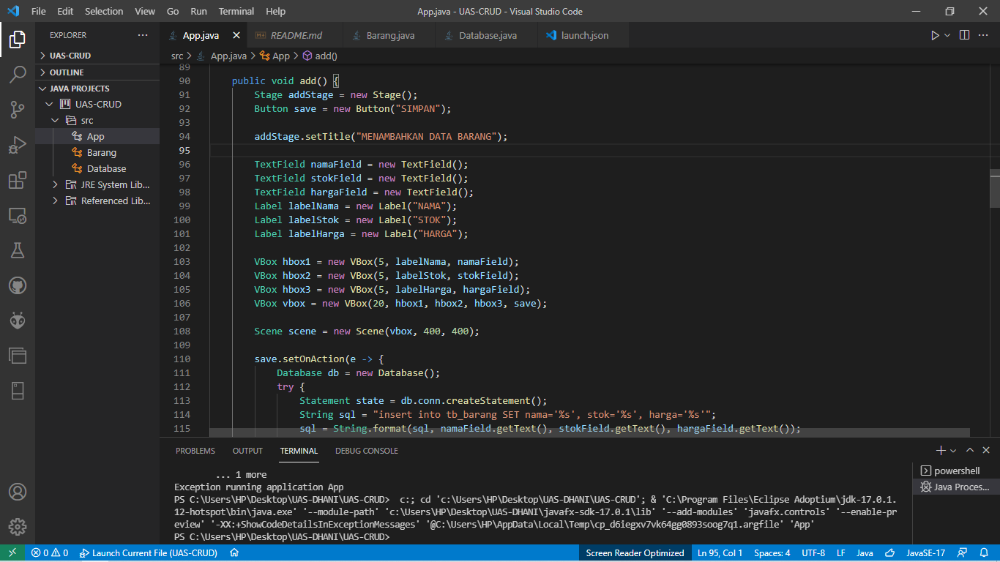 File Edit Selection View Go Run Terminal Help App.java - UAS-CRUD - Visual Studio Code
EXPLORER
UAS-CRUD
OUTLINE
JAVA PROJECTS
UAS-CRUD
src
App
Barang
Database
JRE System Lib...
Referenced Lib...
App.java README.md Barang.java Database.java launch.json
src > App.java > App > add()
89
90 public void add() {
91 Stage addStage = new Stage();
92 Button save = new Button("SIMPAN");
93
94 addStage.setTitle("MENAMBAHKAN DATA BARANG");
95
96 TextField namaField = new TextField();
97 TextField stokField = new TextField();
98 TextField hargaField = new TextField();
99 Label labelNama = new Label("NAMA");
100 Label labelStok = new Label("STOK");
101 Label labelHarga = new Label("HARGA");
102
103 VBox hbox1 = new VBox(5, labelNama, namaField);
104 VBox hbox2 = new VBox(5, labelStok, stokField);
105 VBox hbox3 = new VBox(5, labelHarga, hargaField);
106 VBox vbox = new VBox(20, hbox1, hbox2, hbox3, save);
107
108 Scene scene = new Scene(vbox, 400, 400);
109
110 save.setOnAction(e -> {
111 Database db = new Database();
112 try {
113 Statement state = db.conn.createStatement();
114 String sql = "insert into tb_barang SET nama='%s', stok='%s', harga='%s'";
115 sql = String.format(sql, namaField.getText(), stokField.getText(), hargaField.getText());
PROBLEMS OUTPUT TERMINAL DEBUG CONSOLE
... 1 more
Exception running application App
PS C:\Users\HP\Desktop\UAS-DHANI\UAS-CRUD> c:; cd 'c:\Users\HP\Desktop\UAS-DHANI\UAS-CRUD'; & 'C:\Program Files\Eclipse Adoptium\jdk-17.0.1.
12-hotspot\bin\java.exe' '--module-path' 'c:\Users\HP\Desktop\UAS-DHANI\javafx-sdk-17.0.1\lib' '--add-modules' 'javafx.controls' '--enable-pr
eview' '-XX:+ShowCodeDetailsInExceptionMessages' '@C:\Users\HP\AppData\Local\Temp\cp_d6iegxv7vk64gg0893soog7q1.argfile' 'App'
PS C:\Users\HP\Desktop\UAS-DHANI\UAS-CRUD>
powershell
Java Proces...
0 0 Launch Current File (UAS-CRUD) Screen Reader Optimized Ln 95, Col 1 Spaces: 4 UTF-8 LF Java JavaSE-17